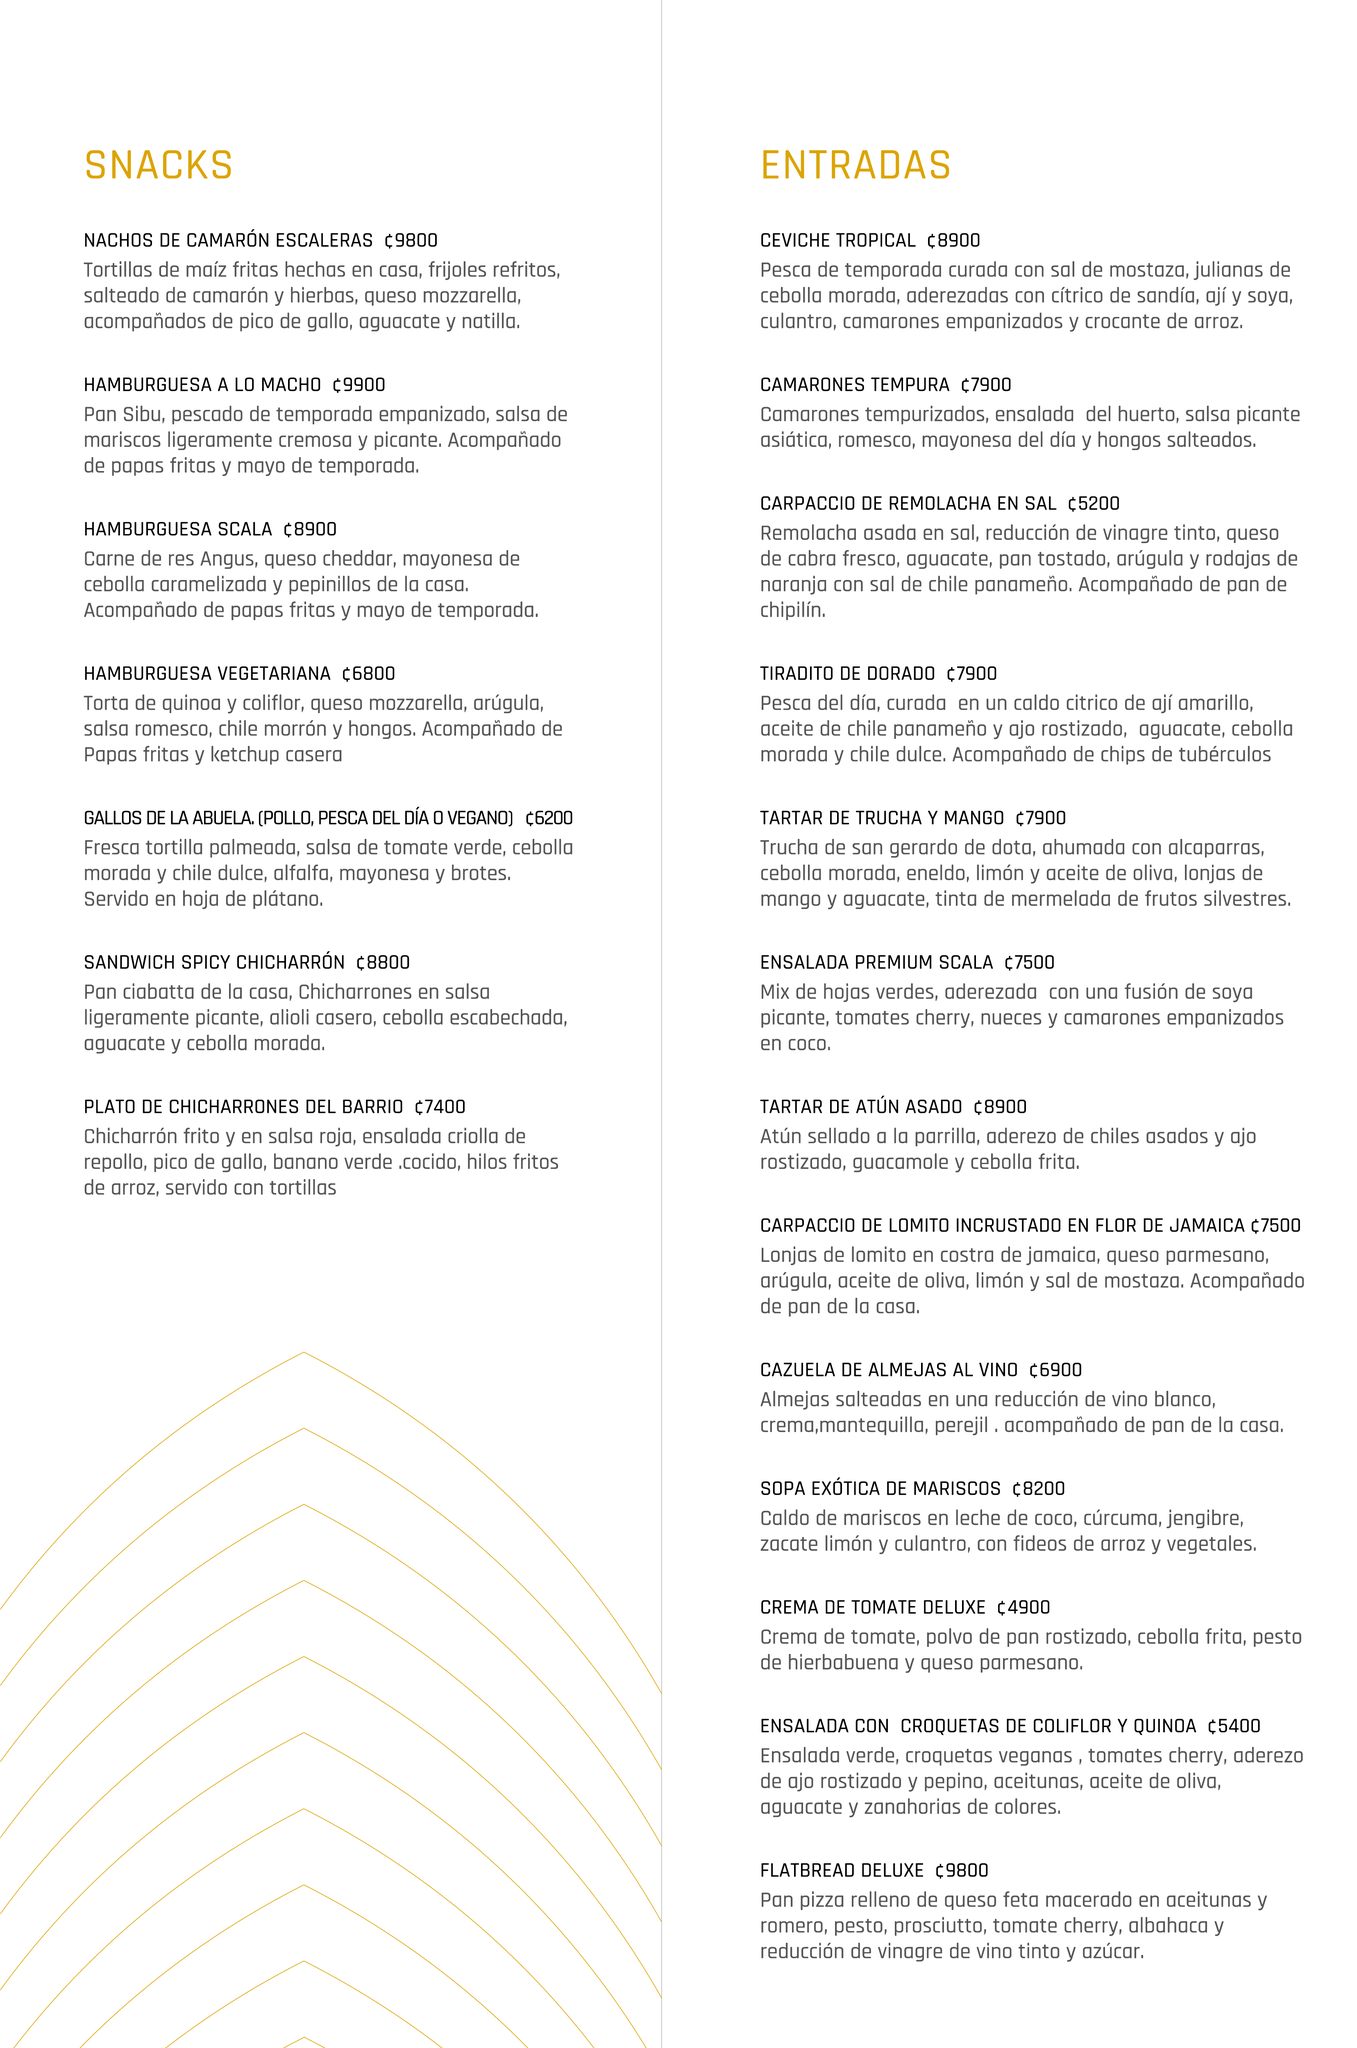 SNACKS
NACHOS DE CAMARÓN ESCALERAS ¢9800
Tortillas de maíz fritas hechas en casa, frijoles refritos,
salteado de camarón y hierbas, queso mozzarella,
acompañados de pico de gallo, aguacate y natilla.
HAMBURGUESA A LO MACHO ¢9900
Pan Sibu, pescado de temporada empanizado, salsa de
mariscos ligeramente cremosa y picante. Acompañado
de papas fritas y mayo de temporada.
HAMBURGUESA SCALA ¢8900
Carne de res Angus, queso cheddar, mayonesa de
cebolla caramelizada y pepinillos de la casa.
Acompañado de papas fritas y mayo de temporada.
HAMBURGUESA VEGETARIANA ¢6800
Torta de quinoa y coliflor, queso mozzarella, arúgula,
salsa romesco, chile morrón y hongos. Acompañado de
Papas fritas y ketchup casera
GALLOS DE LA ABUELA. (POLLO, PESCA DEL DÍA O VEGANO) ¢6200
Fresca tortilla palmeada, salsa de tomate verde, cebolla
morada y chile dulce, alfalfa, mayonesa y brotes.
Servido en hoja de plátano.
SANDWICH SPICY CHICHARRÓN ¢8800
Pan ciabatta de la casa, Chicharrones en salsa
ligeramente picante, alioli casero, cebolla escabechada,
aguacate y cebolla morada.
PLATO DE CHICHARRONES DEL BARRIO ¢7400
Chicharrón frito y en salsa roja, ensalada criolla de
repollo, pico de gallo, banano verde .cocido, hilos fritos
de arroz, servido con tortillas
ENTRADAS
CEVICHE TROPICAL ¢8900
Pesca de temporada curada con sal de mostaza, julianas de
cebolla morada, aderezadas con cítrico de sandía, ají y soya,
culantro, camarones empanizados y crocante de arroz.
CAMARONES TEMPURA ¢7900
Camarones tempurizados, ensalada del huerto, salsa picante
asiática, romesco, mayonesa del día y hongos salteados.
CARPACCIO DE REMOLACHA EN SAL ¢5200
Remolacha asada en sal, reducción de vinagre tinto, queso
de cabra fresco, aguacate, pan tostado, arúgula y rodajas de
naranja con sal de chile panameño. Acompañado de pan de
chipilín.
TIRADITO DE DORADO ¢7900
Pesca del día, curada en un caldo citrico de ají amarillo,
aceite de chile panameño y ajo rostizado, aguacate, cebolla
morada y chile dulce. Acompañado de chips de tubérculos
TARTAR DE TRUCHA Y MANGO ¢7900
Trucha de san gerardo de dota, ahumada con alcaparras,
cebolla morada, eneldo, limón y aceite de oliva, lonjas de
mango y aguacate, tinta de mermelada de frutos silvestres.
ENSALADA PREMIUM SCALA ¢7500
Mix de hojas verdes, aderezada con una fusión de soya
picante, tomates cherry, nueces y camarones empanizados
en coco.
TARTAR DE ATÚN ASADO ¢8900
Atún sellado a la parrilla, aderezo de chiles asados y ajo
rostizado, guacamole y cebolla frita.
CARPACCIO DE LOMITO INCRUSTADO EN FLOR DE JAMAICA ¢7500
Lonjas de lomito en costra de jamaica, queso parmesano,
arúgula, aceite de oliva, limón y sal de mostaza. Acompañado
de pan de la casa.
CAZUELA DE ALMEJAS AL VINO ¢6900
Almejas salteadas en una reducción de vino blanco,
crema,mantequilla, perejil . acompañado de pan de la casa.
SOPA EXÓTICA DE MARISCOS ¢8200
Caldo de mariscos en leche de coco, cúrcuma, jengibre,
zacate limón y culantro, con fideos de arroz y vegetales.
CREMA DE TOMATE DELUXE ¢4900
Crema de tomate, polvo de pan rostizado, cebolla frita, pesto
de hierbabuena y queso parmesano.
ENSALADA CON CROQUETAS DE COLIFLOR Y QUINOA ¢5400
Ensalada verde, croquetas veganas , tomates cherry, aderezo
de ajo rostizado y pepino, aceitunas, aceite de oliva,
aguacate y zanahorias de colores.
FLATBREAD DELUXE ¢9800
Pan pizza relleno de queso feta macerado en aceitunas y
romero, pesto, prosciutto, tomate cherry, albahaca y
reducción de vinagre de vino tinto y azúcar.